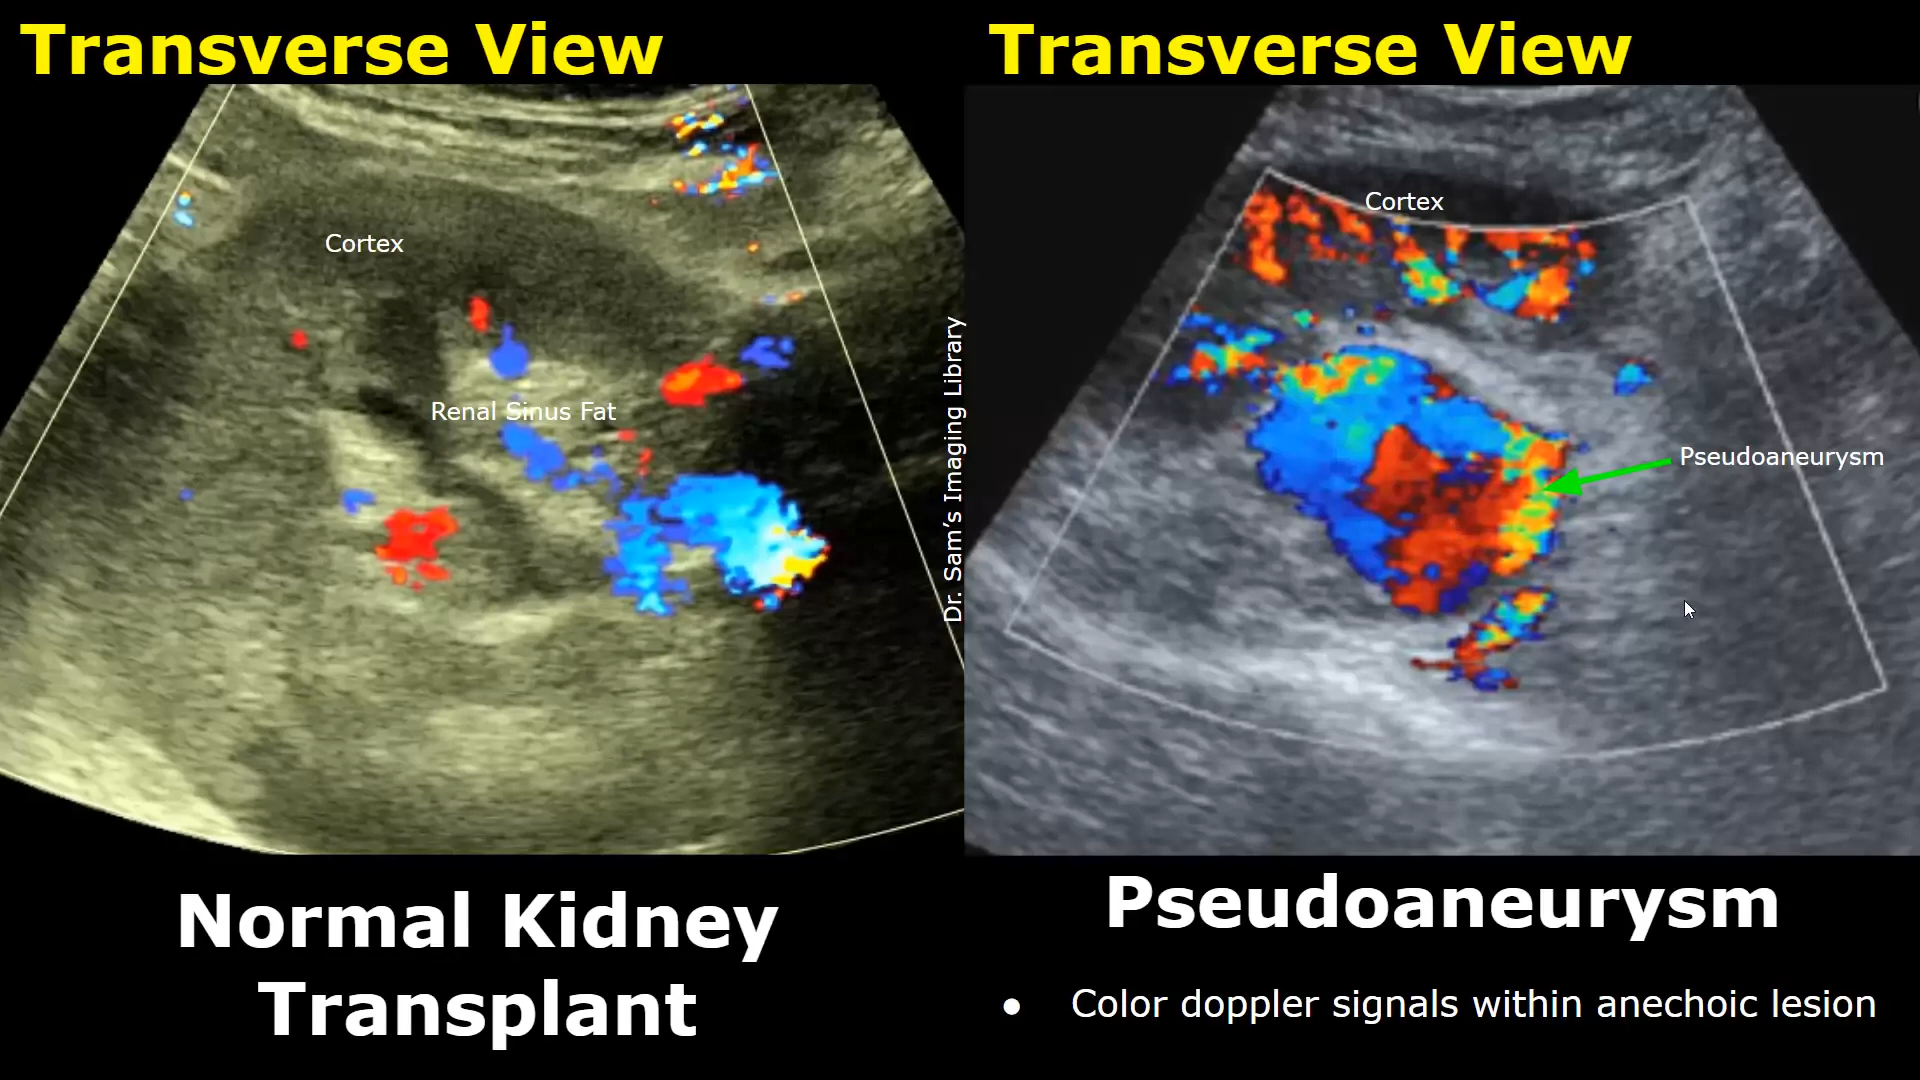 Transverse View
Transverse View
Cortex
Renal Sinus Fat
Dr. Sam’s Imaging Library
Cortex
Pseudoaneurysm
Normal Kidney
Transplant
Pseudoaneurysm
● Color doppler signals within anechoic lesion